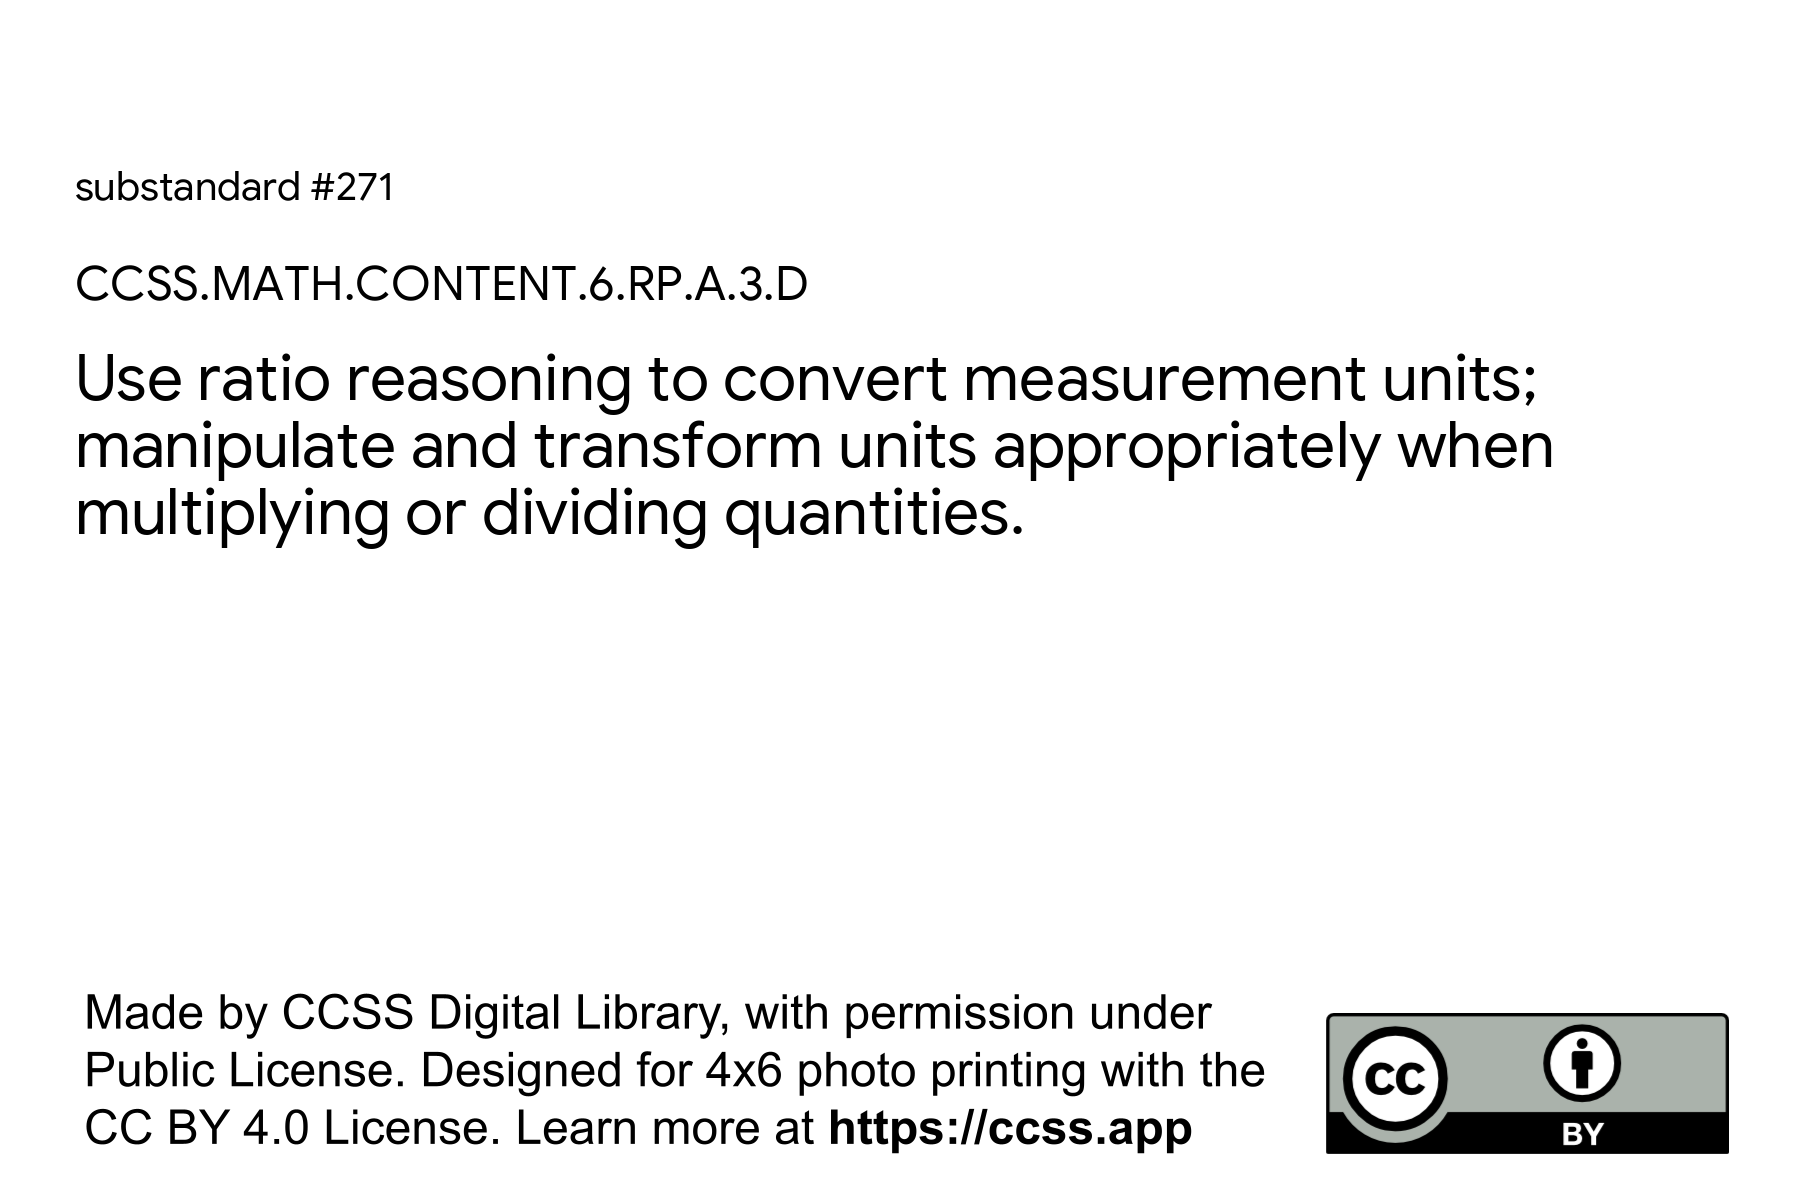 substandard #271
CCSS.MATH.CONTENT.6.RP.A.3.D
Use ratio reasoning to convert measurement units;
manipulate and transform units appropriately when
multiplying or dividing quantities.
Made by CCSS Digital Library, with permission under
Public License. Designed for 4x6 photo printing with the
CC BY 4.0 License. Learn more at https://ccss.app
cc
BY